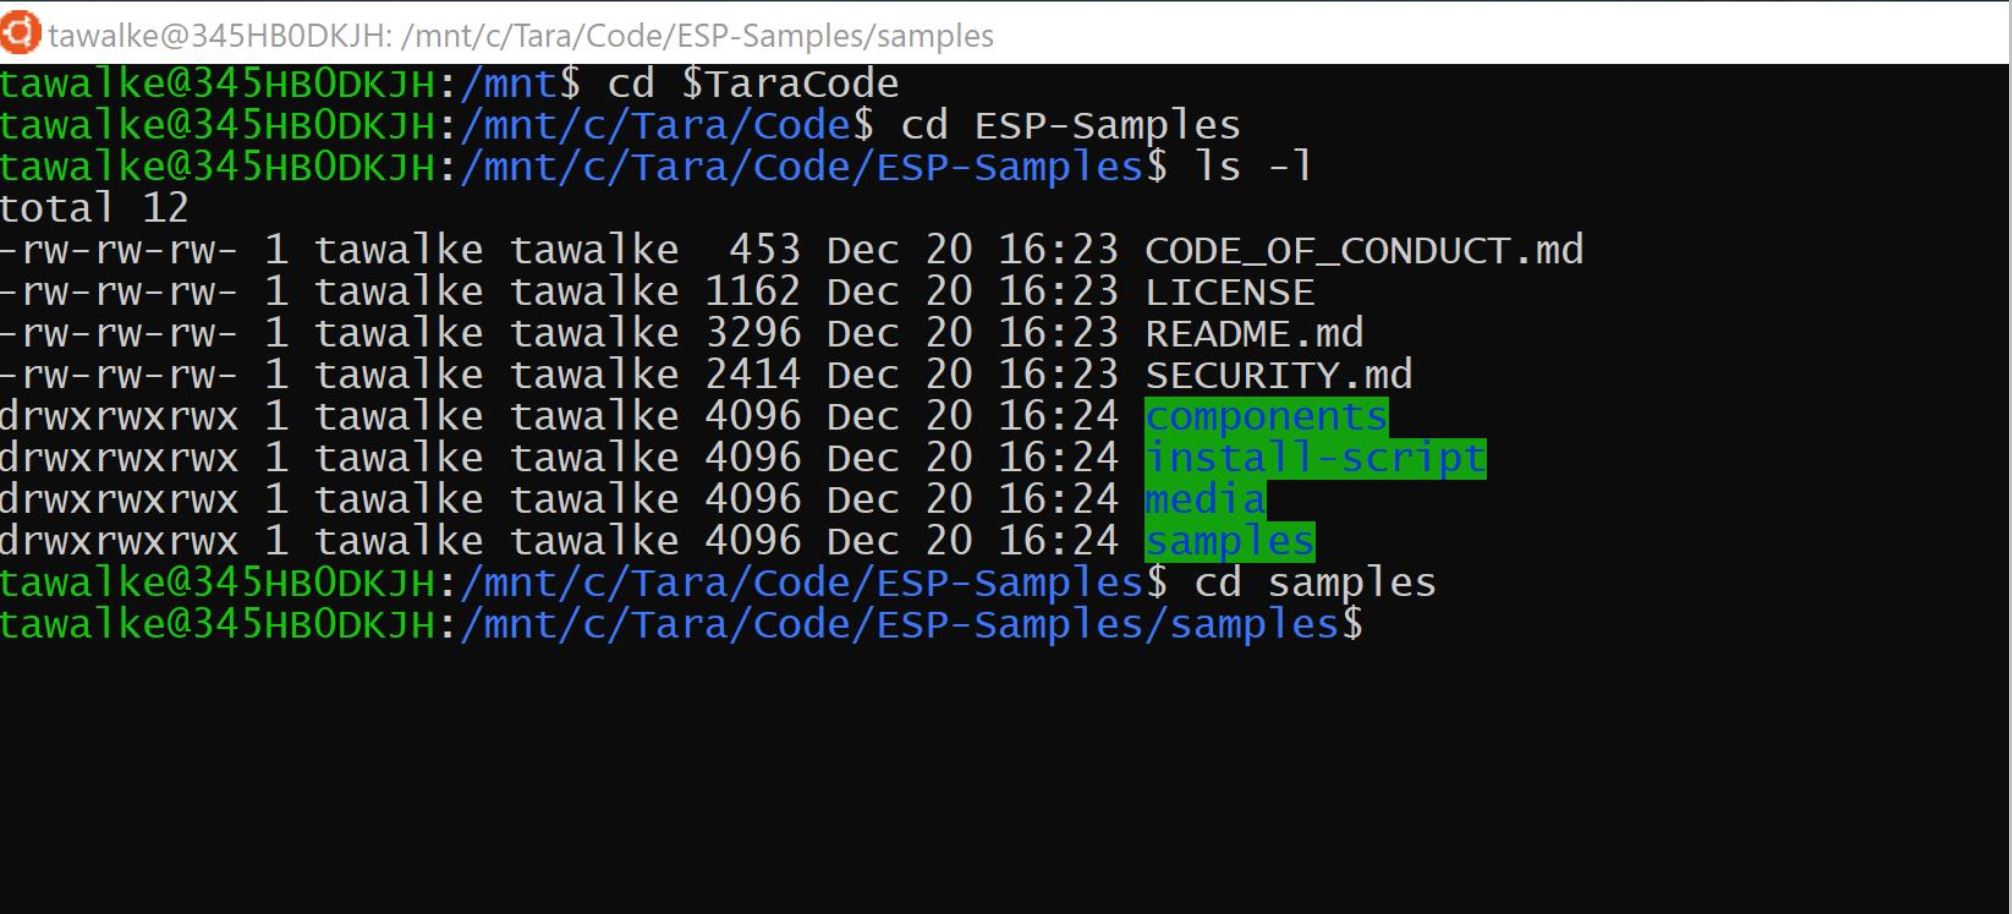 tawalke@345HB0DKJH: /mnt/c/Tara/Code/ESP-Samples/samples
tawalke@345HB0DKJH:/mnt$ cd $TaraCode
tawalke@345HB0DKJH:/mnt/c/Tara/Code$ cd ESP-Samples
tawalke@345HB0DKJH:/mnt/c/Tara/Code/ESP-Samples$ ls -l
total 12
-rw-rw-rw- 1 tawalke tawalke  453 Dec 20 16:23 CODE_OF_CONDUCT.md
-rw-rw-rw- 1 tawalke tawalke 1162 Dec 20 16:23 LICENSE
-rw-rw-rw- 1 tawalke tawalke 3296 Dec 20 16:23 README.md
-rw-rw-rw- 1 tawalke tawalke 2414 Dec 20 16:23 SECURITY.md
drwxrwxrwx 1 tawalke tawalke 4096 Dec 20 16:24 components
drwxrwxrwx 1 tawalke tawalke 4096 Dec 20 16:24 install-script
drwxrwxrwx 1 tawalke tawalke 4096 Dec 20 16:24 media
drwxrwxrwx 1 tawalke tawalke 4096 Dec 20 16:24 samples
tawalke@345HB0DKJH:/mnt/c/Tara/Code/ESP-Samples$ cd samples
tawalke@345HB0DKJH:/mnt/c/Tara/Code/ESP-Samples/samples$